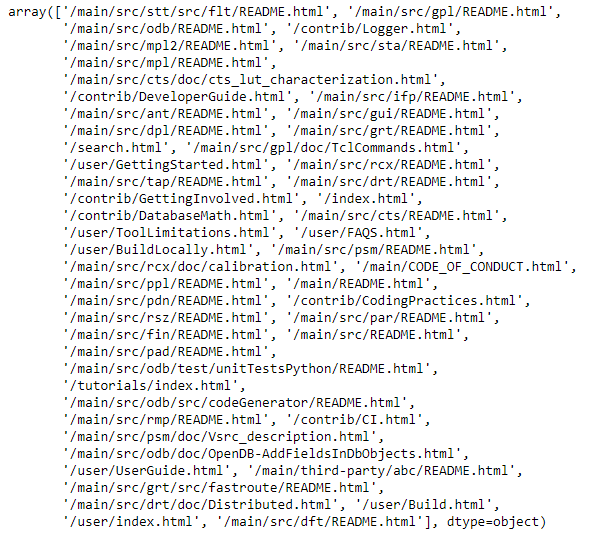 array(['/main/src/stt/src/flt/README.html', '/main/src/gpl/README.html',
'/main/src/odb/README.html', '/contrib/Logger.html',
'/main/src/mpl2/README.html', '/main/src/sta/README.html',
'/main/src/mpl/README.html',
'/main/src/cts/doc/cts_lut_characterization.html',
'/contrib/DeveloperGuide.html', '/main/src/ifp/README.html',
'/main/src/ant/README.html', '/main/src/gui/README.html',
'/main/src/dpl/README.html', '/main/src/grt/README.html',
'/search.html', '/main/src/gpl/doc/TclCommands.html',
'/user/GettingStarted.html', '/main/src/rcx/README.html',
'/main/src/tap/README.html', '/main/src/drt/README.html',
'/contrib/GettingInvolved.html', '/index.html',
'/contrib/DatabaseMath.html', '/main/src/cts/README.html',
'/user/ToolLimitations.html', '/user/FAQS.html',
'/user/BuildLocally.html', '/main/src/psm/README.html',
'/main/src/rcx/doc/calibration.html', '/main/CODE_OF_CONDUCT.html',
'/main/src/ppl/README.html', '/main/README.html',
'/main/src/pdn/README.html', '/contrib/CodingPractices.html',
'/main/src/rsz/README.html', '/main/src/par/README.html',
'/main/src/fin/README.html', '/main/src/README.html',
'/main/src/pad/README.html',
'/main/src/odb/test/unitTestsPython/README.html',
'/tutorials/index.html',
'/main/src/odb/src/codeGenerator/README.html',
'/main/src/rmp/README.html', '/contrib/CI.html',
'/main/src/psm/doc/Vsrc_description.html',
'/main/src/odb/doc/OpenDB-AddFieldsInDbObjects.html',
'/user/UserGuide.html', '/main/third-party/abc/README.html',
'/main/src/grt/src/fastroute/README.html',
'/main/src/drt/doc/Distributed.html', '/user/Build.html',
'/user/index.html', '/main/src/dft/README.html'], dtype=object)